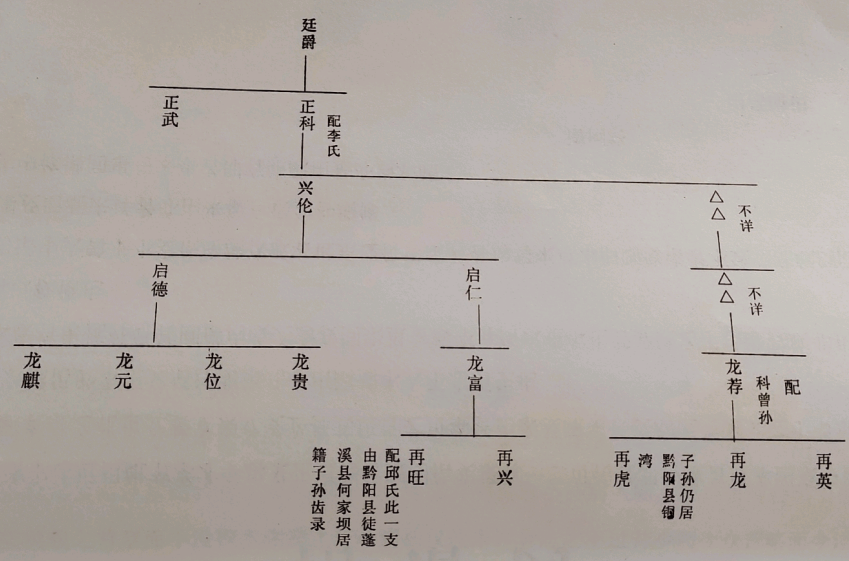 廷爵
正科
配李氏
正武
兴伦
△△
不详
启仁
启德
△△
不详
龙荐
科曾孙
配
龙富
龙贵
龙位
龙元
龙麒
再英
再龙
子孙仍居
黔阳县铜
湾
再虎
再兴
再旺
配邱氏此一支
由黔阳县徒蓬
溪县何家坝居
籍子孙齿录